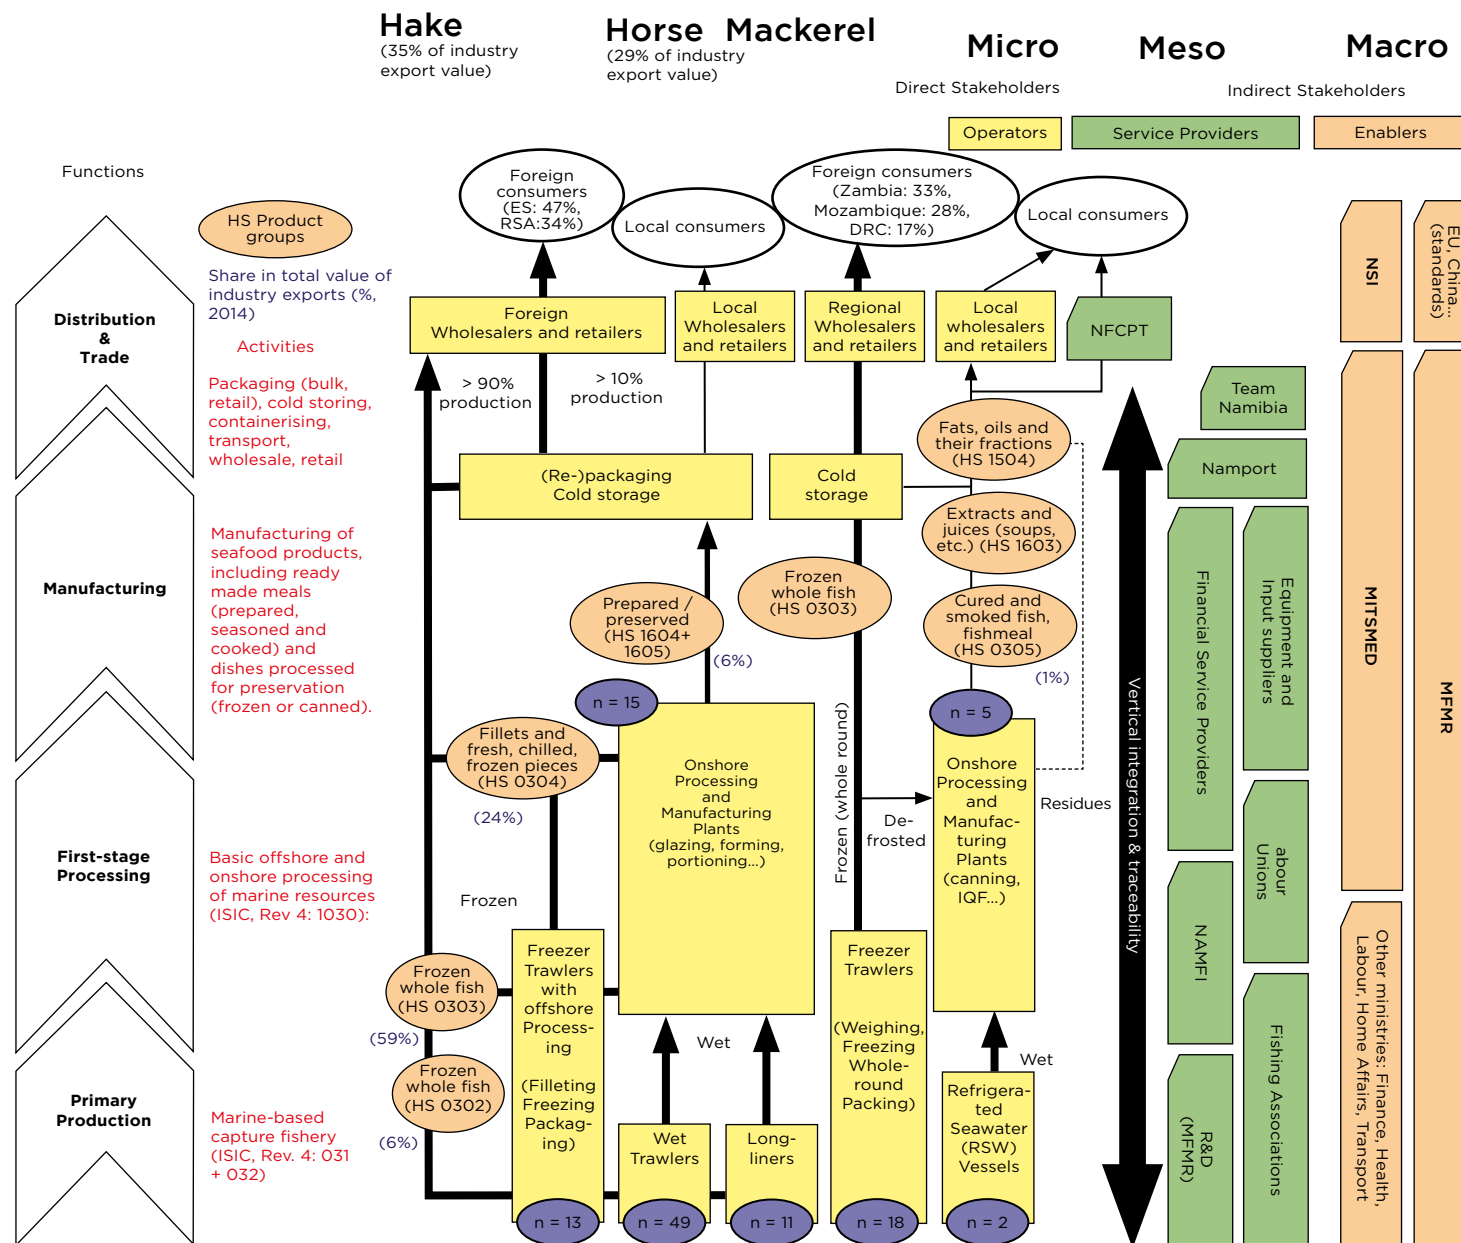 Hake
(35% of industry
export value)
Horse Mackerel
(29% of industry
export value)
Micro
Meso
Macro
Direct Stakeholders
Indirect Stakeholders
Operators
Service Providers
Enablers
Functions
HS Product
groups
Share in total value of
industry exports (%,
2014)
Activities
Distribution
&
Trade
Packaging (bulk,
retail), cold storing,
containerising,
transport,
wholesale, retail
Manufacturing
Manufacturing of
seafood products,
including ready
made meals
(prepared,
seasoned and
cooked) and
dishes processed
for preservation
(frozen or canned).
First-stage
Processing
Basic offshore and
onshore processing
of marine resources
(ISIC, Rev 4: 1030):
Primary
Production
Marine-based
capture fishery
(ISIC, Rev. 4: 031
+ 032)
Foreign
consumers
(ES: 47%,
RSA:34%)
Local consumers
Foreign consumers
(Zambia: 33%,
Mozambique: 28%,
DRC: 17%)
Local consumers
Foreign
Wholesalers and retailers
Local
Wholesalers
and retailers
Regional
Wholesalers
and retailers
Local
wholesalers
and retailers
NFCPT
> 90%
production
> 10%
production
(Re-)packaging
Cold storage
Cold
storage
Fats, oils and
their fractions
(HS 1504)
Extracts and
juices (soups,
etc.) (HS 1603)
Cured and
smoked fish,
fishmeal
(HS 0305)
(1%)
Prepared /
preserved
(HS 1604+
1605)
(6%)
Frozen
whole fish
(HS 0303)
n = 15
n = 5
Fillets and
fresh, chilled,
frozen pieces
(HS 0304)
(24%)
Onshore
Processing
and
Manufacturing
Plants
(glazing, forming,
portioning...)
Frozen (whole round)
De-
frosted
Onshore
Processing
and
Manufac-
turing
Plants
(canning,
IQF...)
Residues
Frozen
Frozen
whole fish
(HS 0303)
(59%)
Frozen
whole fish
(HS 0302)
(6%)
Freezer
Trawlers
with
offshore
Process-
ing
(Filleting
Freezing
Packag-
ing)
Wet
Wet
Trawlers
Long-
liners
Freezer
Trawlers
(Weighing,
Freezing
Whole-
round
Packing)
Wet
Refrigera-
ted
Seawater
(RSW)
Vessels
n = 13
n = 49
n = 11
n = 18
n = 2
Vertical integration & traceability
Team
Namibia
Namport
Financial Service Providers
Equipment and
Input suppliers
abour
Unions
NAMFI
Fishing Associations
R&D
(MFMR)
NSI
EU, China...
(standards)
MITSMED
MFMR
Other ministries: Finance, Health,
Labour, Home Affairs, Transport